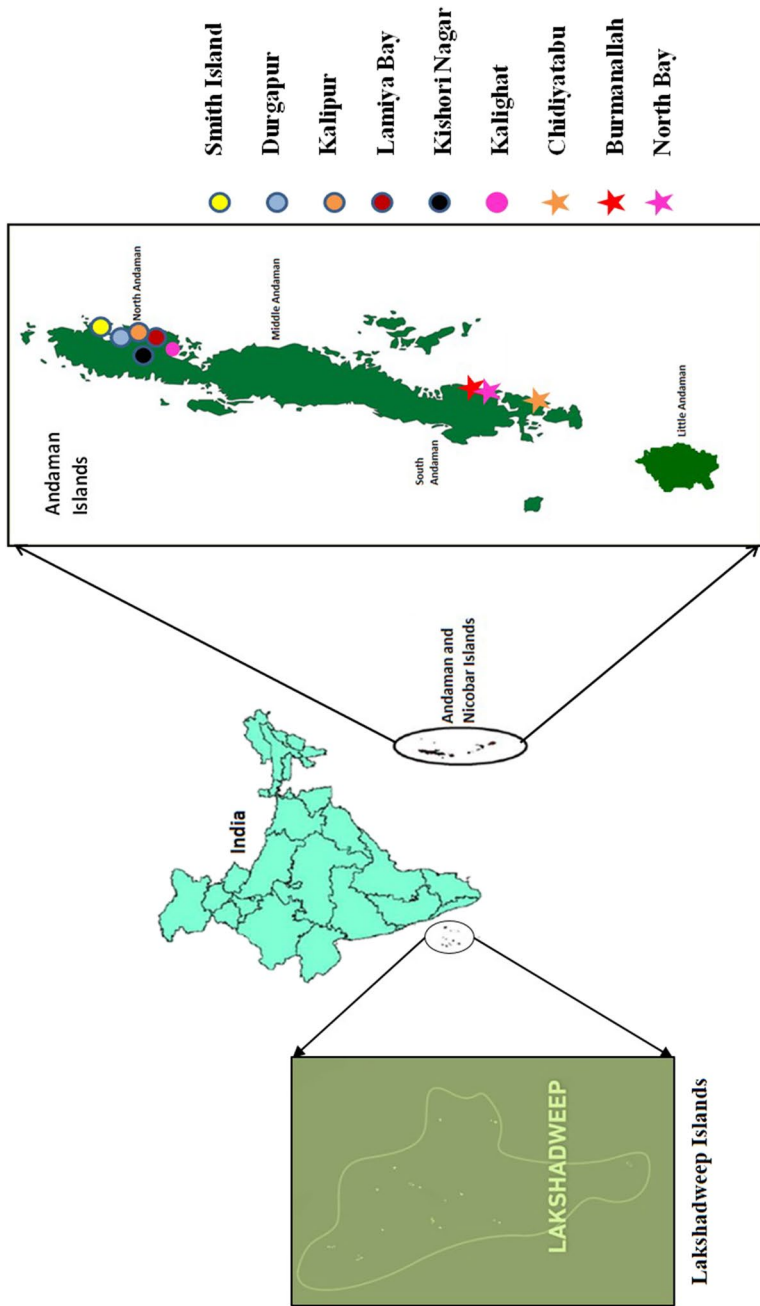 Lakshadweep Islands
LAKSHADWEEP
India
Andaman and
Nicobar Islands
Andaman
Islands
North Andaman
Middle Andaman
South
Andaman
Little Andaman
Smith Island
Durgapur
Kalipur
Lamiya Bay
Kishori Nagar
Kalighat
Chidiyatabu
Burmanallah
North Bay